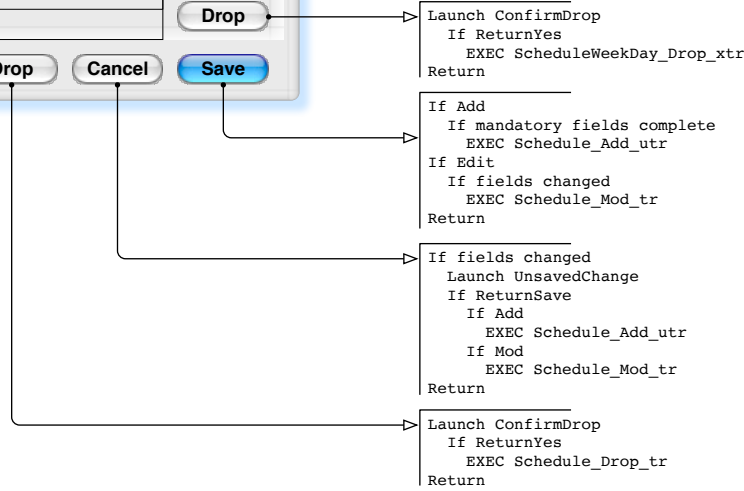 Drop
Cancel
Save
Launch ConfirmDrop
If ReturnYes
EXEC ScheduleWeekDay_Drop_xtr
Return
If Add
If mandatory fields complete
EXEC Schedule_Add_utr
If Edit
If fields changed
EXEC Schedule_Mod_tr
Return
If fields changed
Launch UnsavedChange
If ReturnSave
If Add
EXEC Schedule_Add_utr
If Mod
EXEC Schedule_Mod_tr
Return
Launch ConfirmDrop
If ReturnYes
EXEC Schedule_Drop_tr
Return